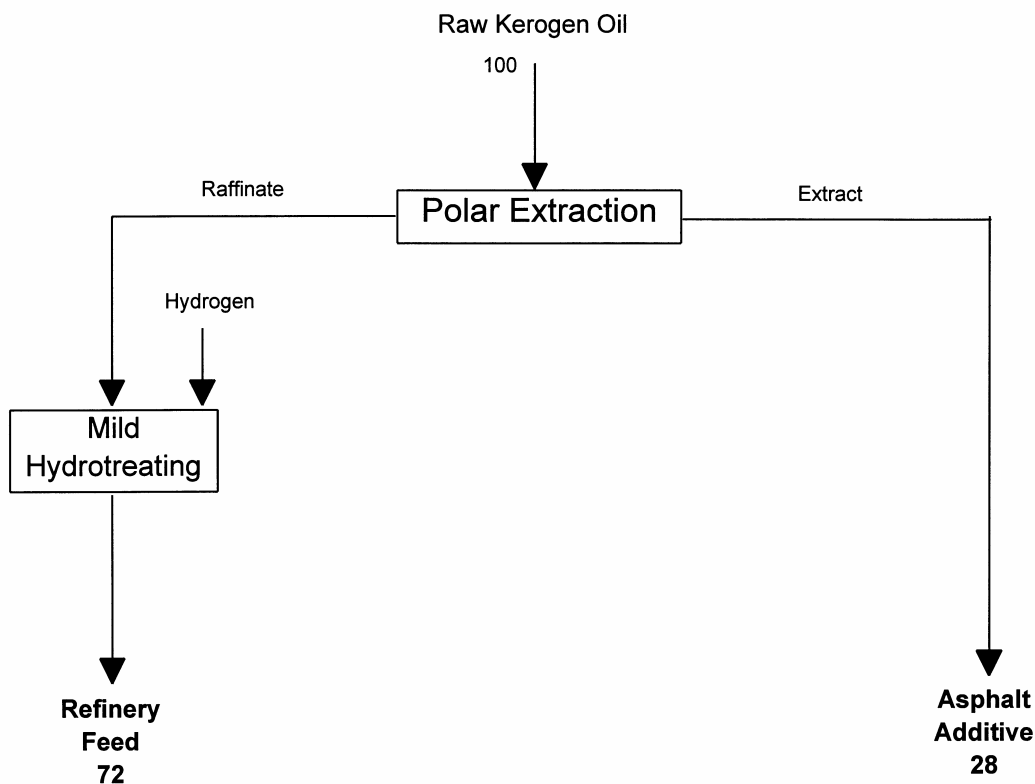 Raw Kerogen Oil
100
Raffinate
Polar Extraction
Extract
Hydrogen
Mild
Hydrotreating
Refinery
Feed
72
Asphalt
Additive
28